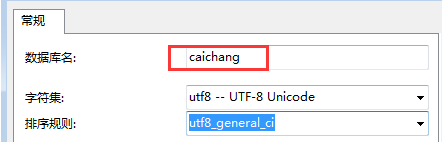 常规
数据库名: caichang
字符集: utf8 -- UTF-8 Unicode
排序规则: utf8_general_ci